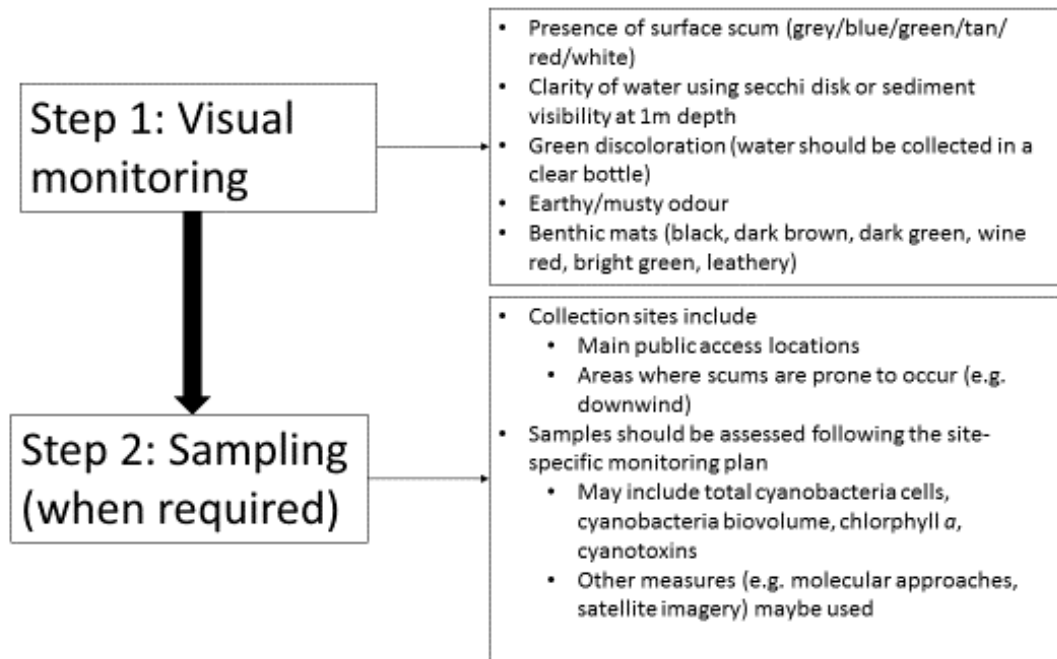 Step 1: Visual
monitoring
• Presence of surface scum (grey/blue/green/tan/
red/white)
• Clarity of water using secchi disk or sediment
visibility at 1m depth
• Green discoloration (water should be collected in a
clear bottle)
• Earthy/musty odour
• Benthic mats (black, dark brown, dark green, wine
red, bright green, leathery)
Step 2: Sampling
(when required)
• Collection sites include
• Main public access locations
• Areas where scums are prone to occur (e.g.
downwind)
• Samples should be assessed following the site-
specific monitoring plan
• May include total cyanobacteria cells,
cyanobacteria biovolume, chlorphyll a,
cyanotoxins
• Other measures (e.g. molecular approaches,
satellite imagery) maybe used